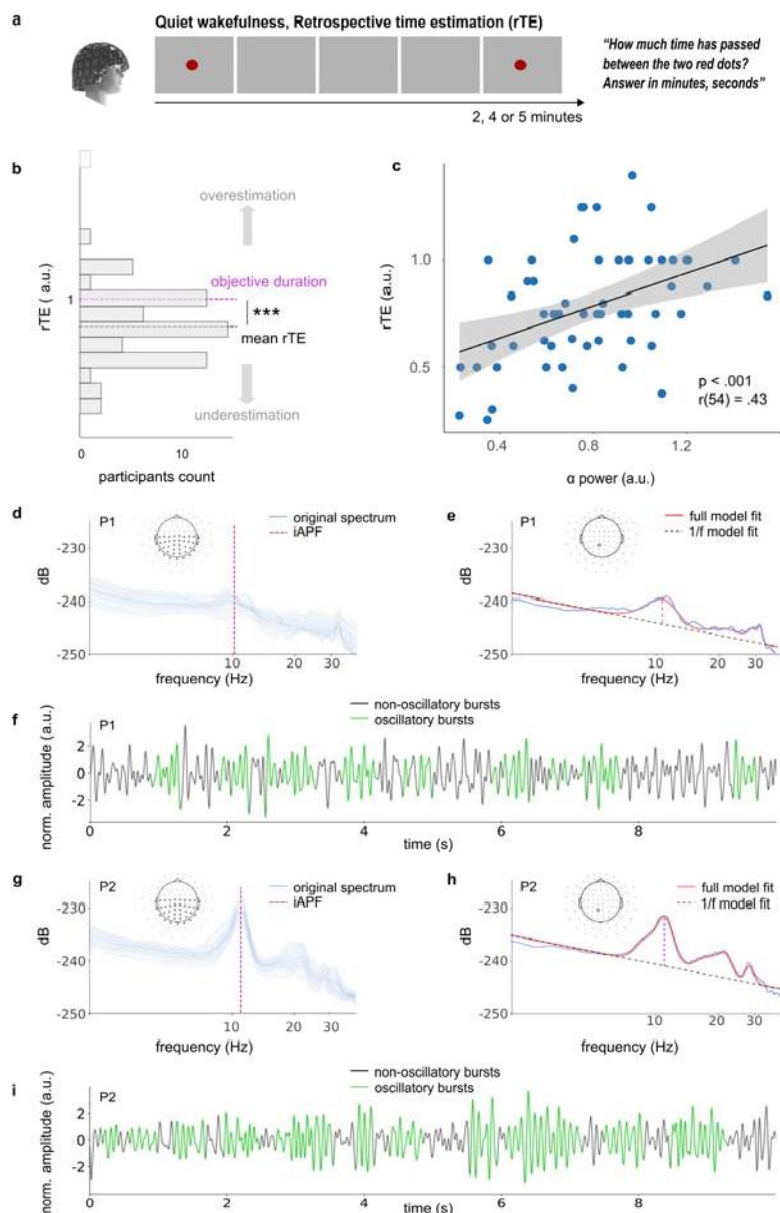 a
Quiet wakefulness, Retrospective time estimation (rTE)
"How much time has passed
between the two red dots?
Answer in minutes, seconds"
2, 4 or 5 minutes
b
overestimation
objective duration
***
mean rTE
underestimation
rTE ( a.u.)
1
0 10
participants count
c
rTE (a.u.)
1.0
0.5
p < .001
r(54) = .43
0.4 0.8 1.2
α power (a.u.)
d P1
original spectrum
iAPF
dB
-230
-240
-250
10 20 30
frequency (Hz)
e P1
full model fit
1/f model fit
dB
-230
-240
-250
10 20 30
frequency (Hz)
f P1
non-oscillatory bursts
oscillatory bursts
norm. amplitude (a.u.)
2
0
-2
0 2 4 6 8
time (s)
g P2
original spectrum
iAPF
dB
-230
-240
-250
10 20 30
frequency (Hz)
h P2
full model fit
1/f model fit
dB
-230
-240
-250
10 20 30
frequency (Hz)
i P2
non-oscillatory bursts
oscillatory bursts
norm. amplitude (a.u.)
2
0
-2
0 2 4 6 8 10
time (s)